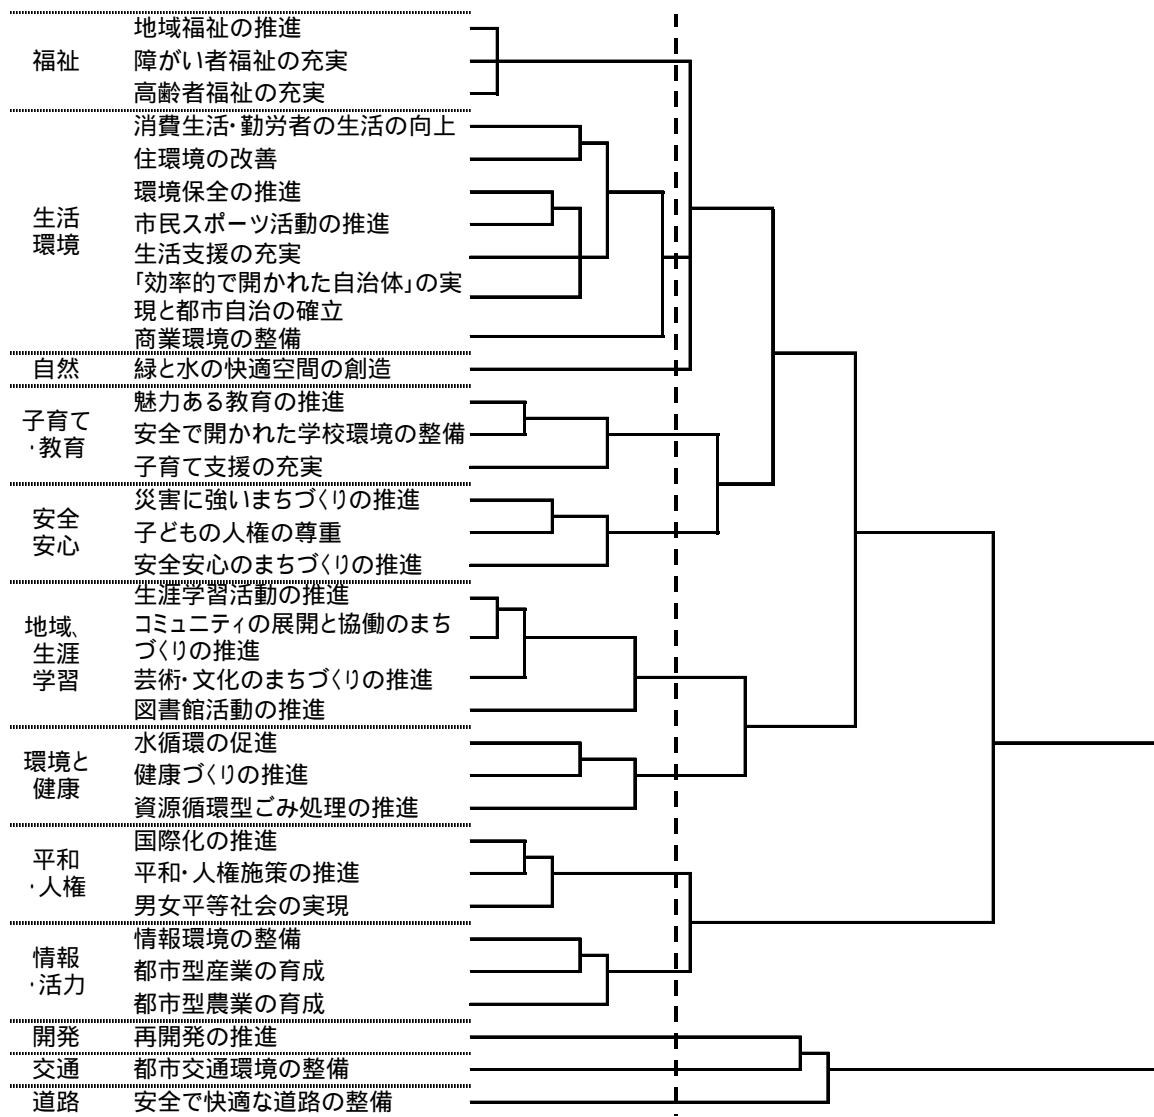 福祉
地域福祉の推進
障がい者福祉の充実
高齢者福祉の充実
生活
環境
消費生活・勤労者の生活の向上
住環境の改善
環境保全の推進
市民スポーツ活動の推進
生活支援の充実
「効率的で開かれた自治体」の実
現と都市自治の確立
商業環境の整備
自然
緑と水の快適空間の創造
子育て
・教育
魅力ある教育の推進
安全で開かれた学校環境の整備
子育て支援の充実
安全
安心
災害に強いまちづくりの推進
子どもの人権の尊重
安全安心のまちづくりの推進
地域、
生涯
学習
生涯学習活動の推進
コミュニティの展開と協働のまち
づくりの推進
芸術・文化のまちづくりの推進
図書館活動の推進
環境と
健康
水循環の促進
健康づくりの推進
資源循環型ごみ処理の推進
平和
・人権
国際化の推進
平和・人権施策の推進
男女平等社会の実現
情報
・活力
情報環境の整備
都市型産業の育成
都市型農業の育成
開発
再開発の推進
交通
都市交通環境の整備
道路
安全で快適な道路の整備